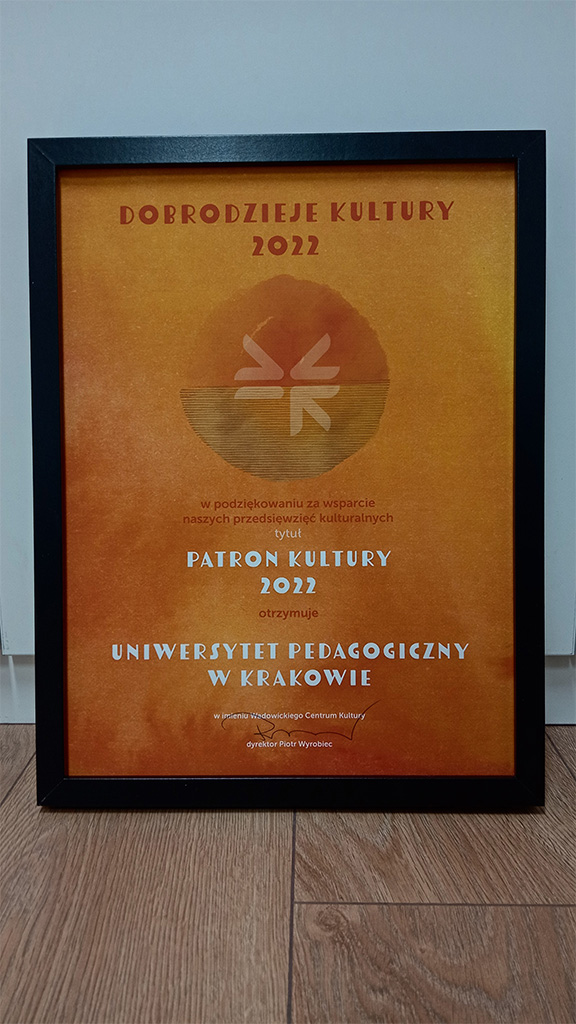 DOBRODZIEJE KULTURY
2022
w podziękowaniu za wsparcie
naszych przedsięwzięć kulturalnych
tytuł
PATRON KULTURY
2022
otrzymuje
UNIWERSYTET PEDAGOGICZNY
W KRAKOWIE
w imieniu Wadowickiego Centrum Kultury
dyrektor Piotr Wyrobiec